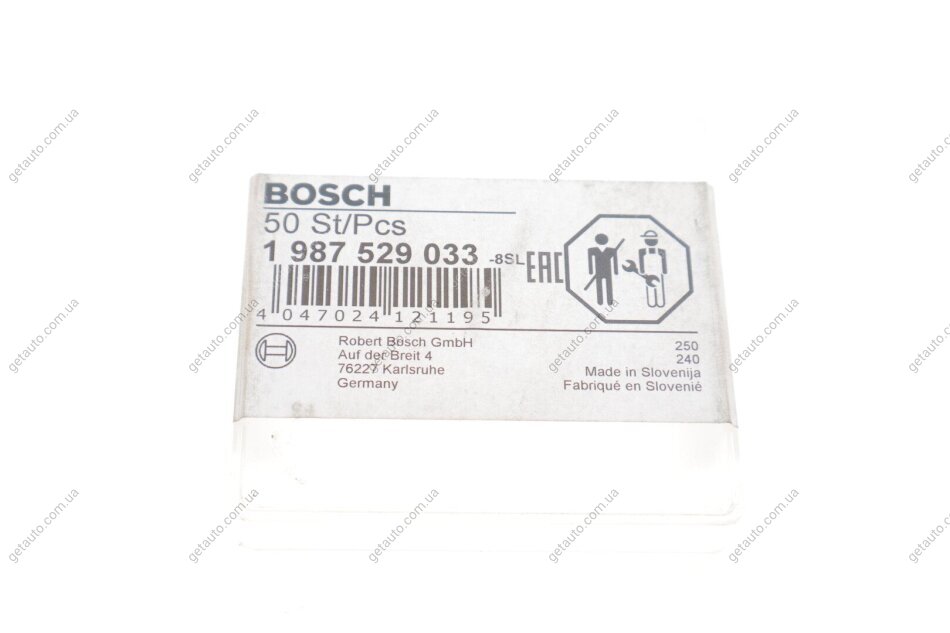 BOSCH
50 St/Pcs
1 987 529 033 -8SL
EAC
4 047024 121195
Robert Bosch GmbH
Auf der Breit 4
76227 Karlsruhe
Germany
250
240
Made in Slovenija
Fabriqué en Slovenié
getauto.com.ua